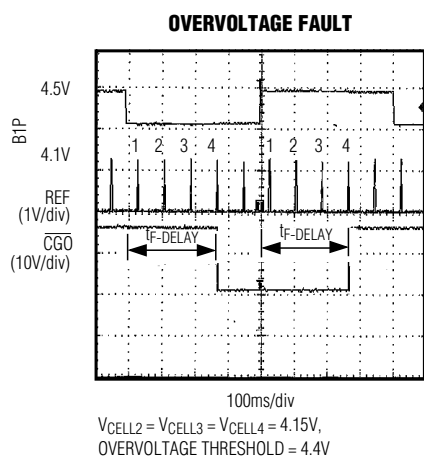 OVERVOLTAGE FAULT
4.5V
B1P
4.1V
1 2 3 4 1 2 3 4
REF
(1V/div)
CGO
(10V/div)
tF-DELAY tF-DELAY
100ms/div
VCELL2 = VCELL3 = VCELL4 = 4.15V,
OVERVOLTAGE THRESHOLD = 4.4V